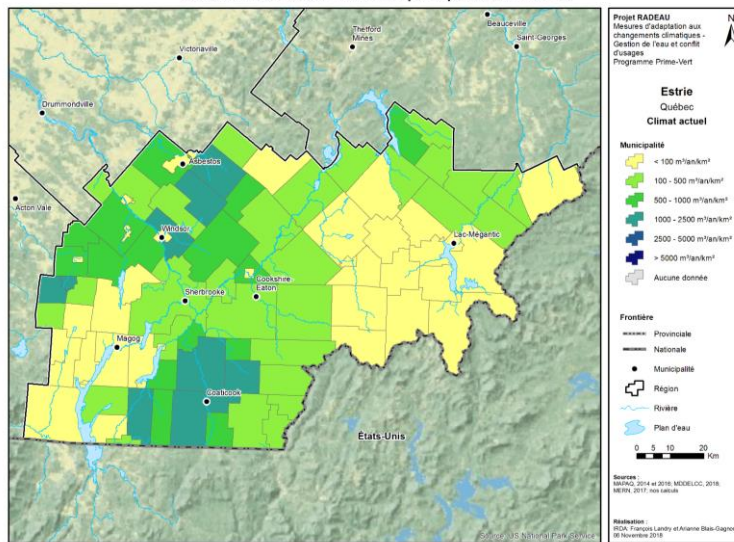 Beauceville
Thetford
Mines
Saint-Georges
Victoriaville
Drummondville
Asbestos
Acton Vale
Windsor
Lac-Mégantic
Cookshire
Eaton
Sherbrooke
Magog
Coaticook
États-Unis
Source: US National Park Service
Projet RADEAU
Mesures d'adaptation aux
changements climatiques -
Gestion de l'eau et conflit
d'usages
Programme Prime-Vert
N
Estrie
Québec
Climat actuel
Municipalité
< 100 m³/an/km²
100 - 500 m³/an/km²
500 - 1000 m³/an/km²
1000 - 2500 m³/an/km²
2500 - 5000 m³/an/km²
> 5000 m³/an/km²
Aucune donnée
Frontière
Provinciale
Nationale
Municipalité
Région
Rivière
Plan d'eau
0 5 10 20
Km
Sources :
MAPAQ, 2014 et 2016; MDDELCC, 2018;
MERN, 2017; nos calculs
Réalisation :
IRDA: François Landry et Arianne Blais-Gagnon
06 Novembre 2018